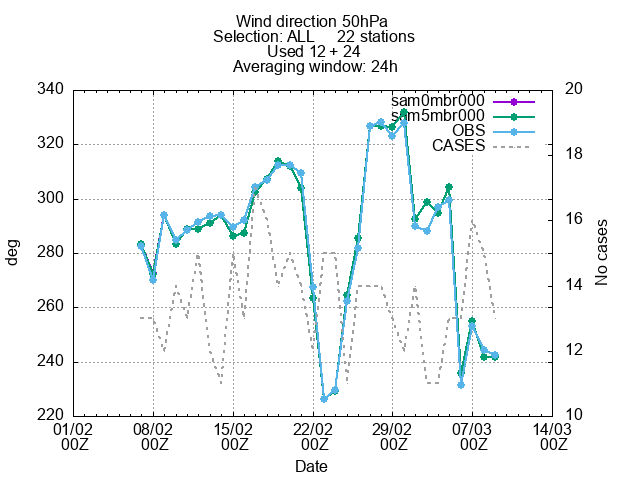 Wind direction 50hPa
Selection: ALL 22 stations
Used 12 + 24
Averaging window: 24h
340
320
300
280
260
240
220
deg
20
18
16
14
12
10
No cases
sam0mbr000
sam5mbr000
OBS
CASES
01/02 08/02 15/02 22/02 29/02 07/03 14/03
00Z 00Z 00Z 00Z 00Z 00Z 00Z
Date